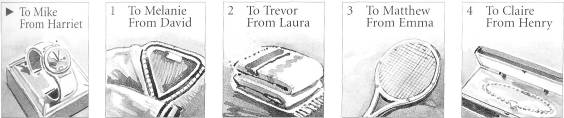 ▶ To Mike
From Harriet
1 To Melanie
From David
2 To Trevor
From Laura
3 To Matthew
From Emma
4 To Claire
From Henry